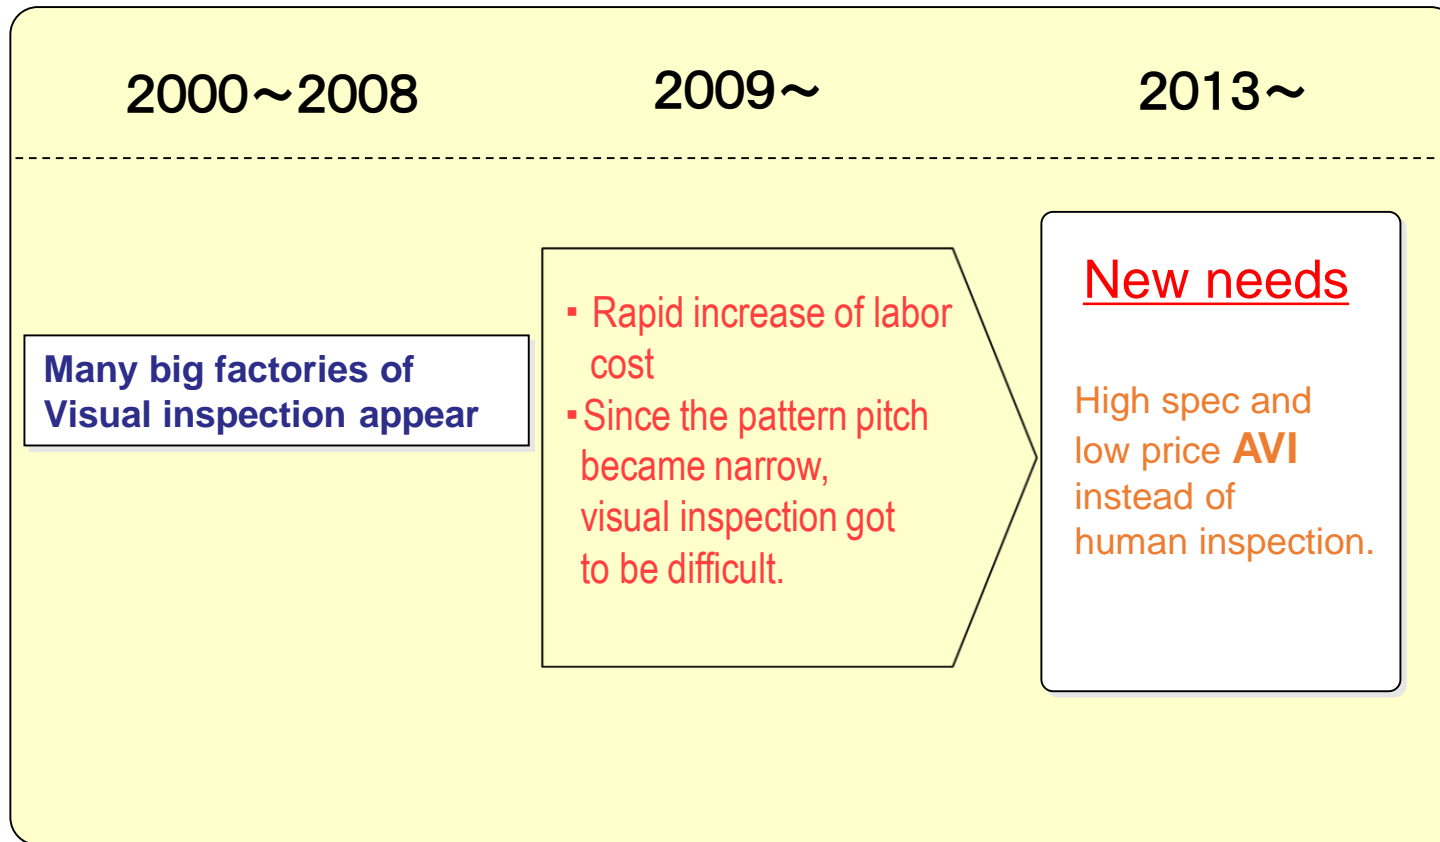 2000～2008
2009～
2013～
Many big factories of
Visual inspection appear
▪ Rapid increase of labor
cost
▪Since the pattern pitch
became narrow,
visual inspection got
to be difficult.
New needs
High spec and
low price AVI
instead of
human inspection.